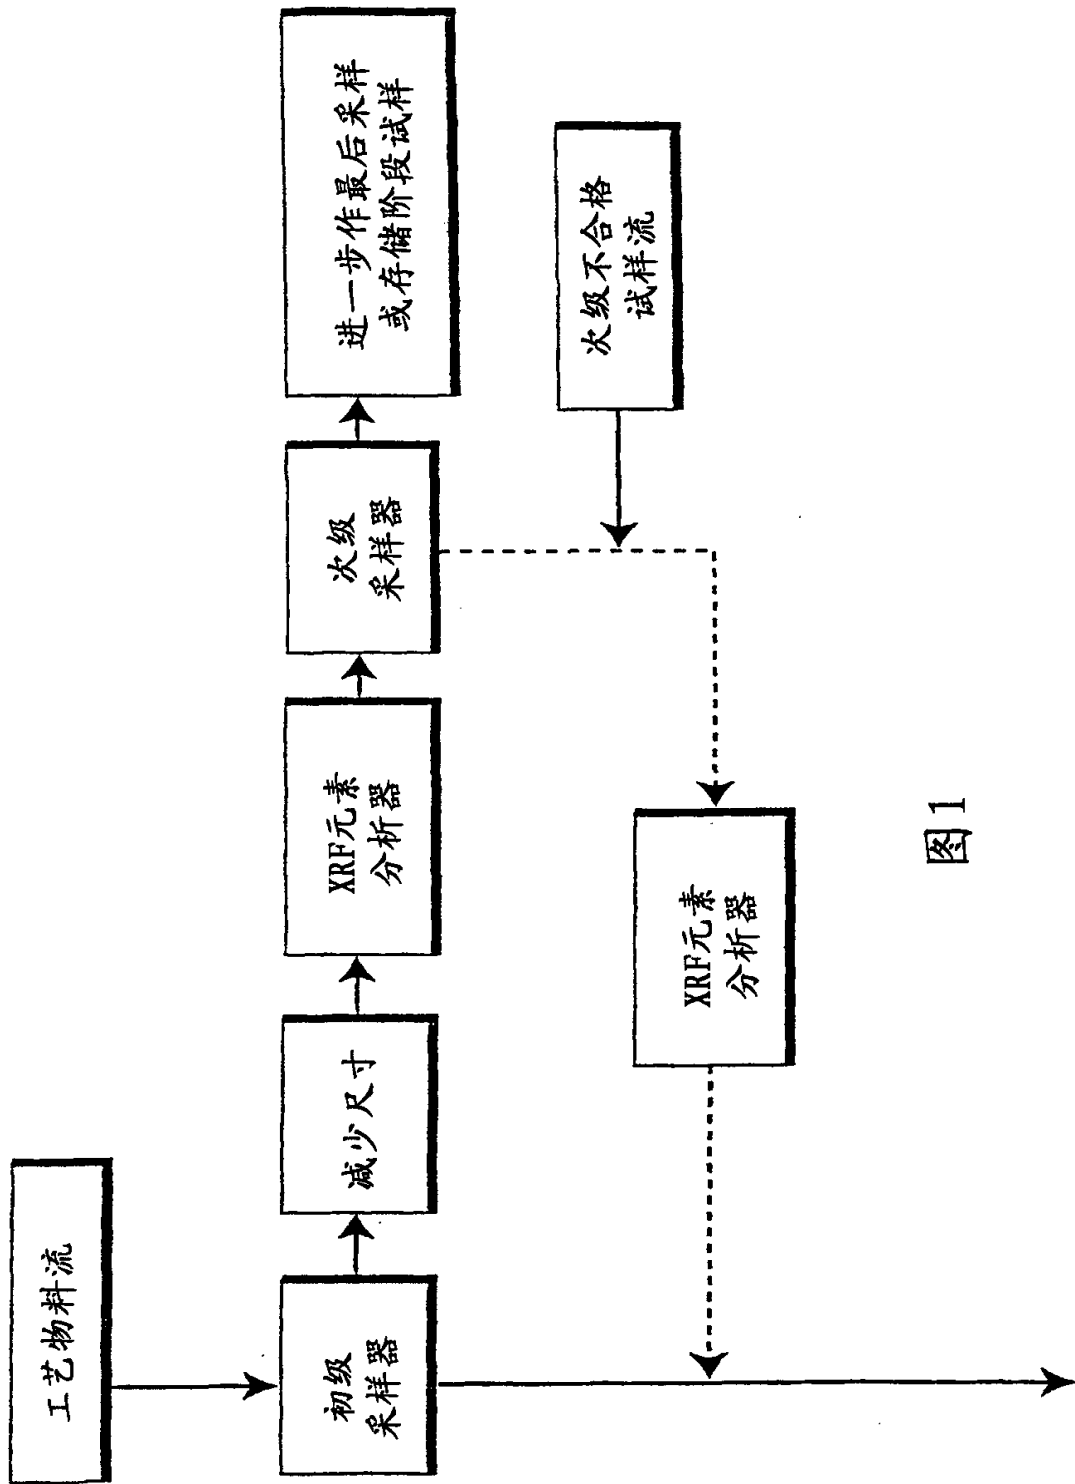 工艺物料流
初级
采样器
减少尺寸
XRF元素
分析器
次级
采样器
进一步作最后采样
或存储阶段试样
次级不合格
试样流
XRF元素
分析器
图1